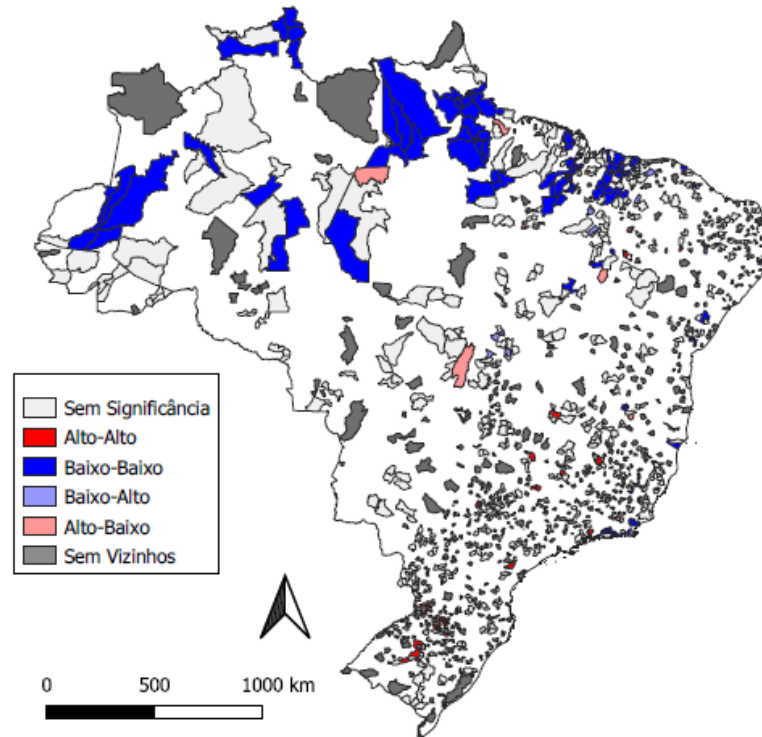 Sem Significância
Alto-Alto
Baixo-Baixo
Baixo-Alto
Alto-Baixo
Sem Vizinhos
0 500 1000 km